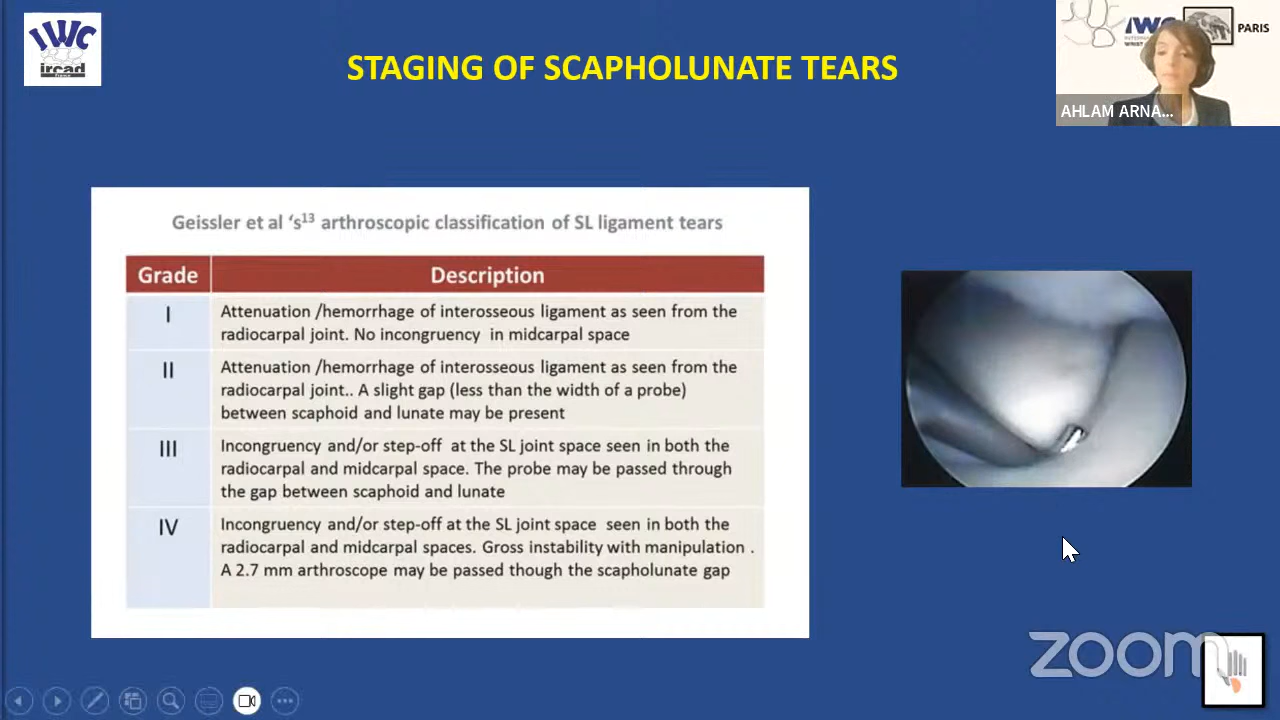 IWC
ircad
STAGING OF SCAPHOLUNATE TEARS
IWC
PARIS
AHLAM ARNA...
Geissler et al ‘s13 arthroscopic classification of SL ligament tears
Grade Description
I Attenuation /hemorrhage of interosseous ligament as seen from the
radiocarpal joint. No incongruency in midcarpal space
II Attenuation /hemorrhage of interosseous ligament as seen from the
radiocarpal joint.. A slight gap (less than the width of a probe)
between scaphoid and lunate may be present
III Incongruency and/or step-off at the SL joint space seen in both the
radiocarpal and midcarpal space. The probe may be passed through
the gap between scaphoid and lunate
IV Incongruency and/or step-off at the SL joint space seen in both the
radiocarpal and midcarpal spaces. Gross instability with manipulation .
A 2.7 mm arthroscope may be passed though the scapholunate gap
zoom